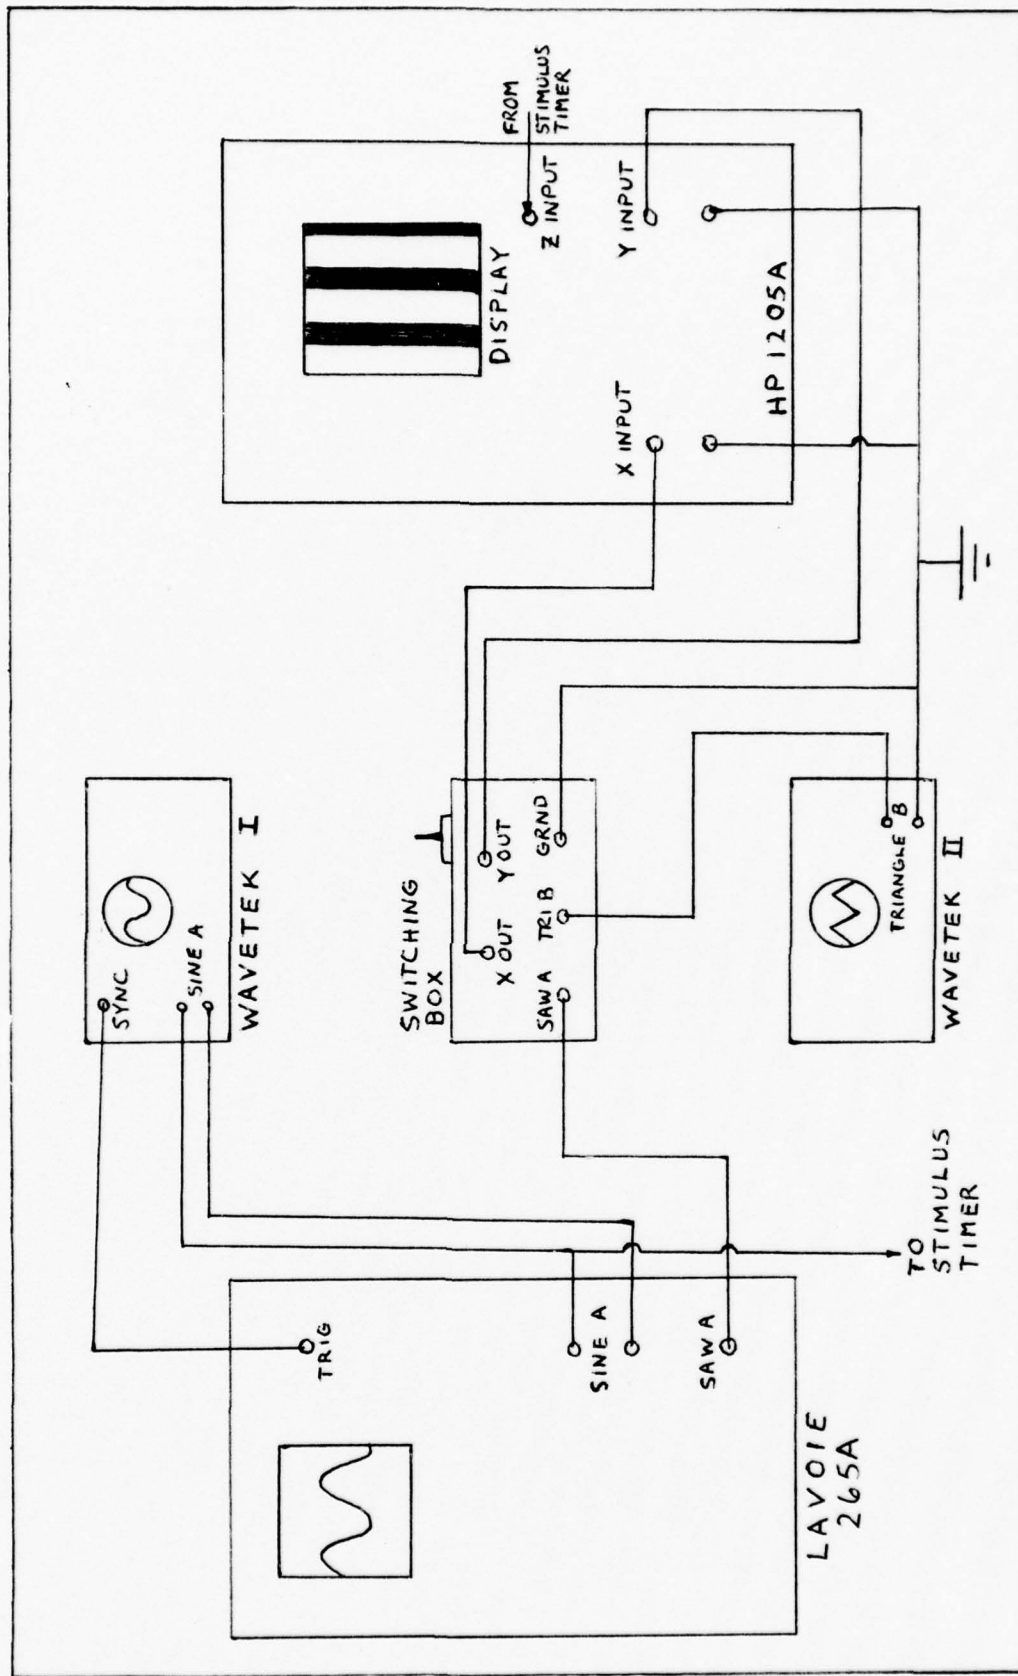 LAVOIE
265A
TRIG
SINE A
SAW A
TO
STIMULUS
TIMER
SYNC
SINE A
WAVETEK I
SWITCHING
BOX
X OUT
Y OUT
SAW A
TRI B
GRND
TRIANGLE B
WAVETEK II
DISPLAY
FROM
STIMULUS
TIMER
Z INPUT
X INPUT
Y INPUT
HP 1205A